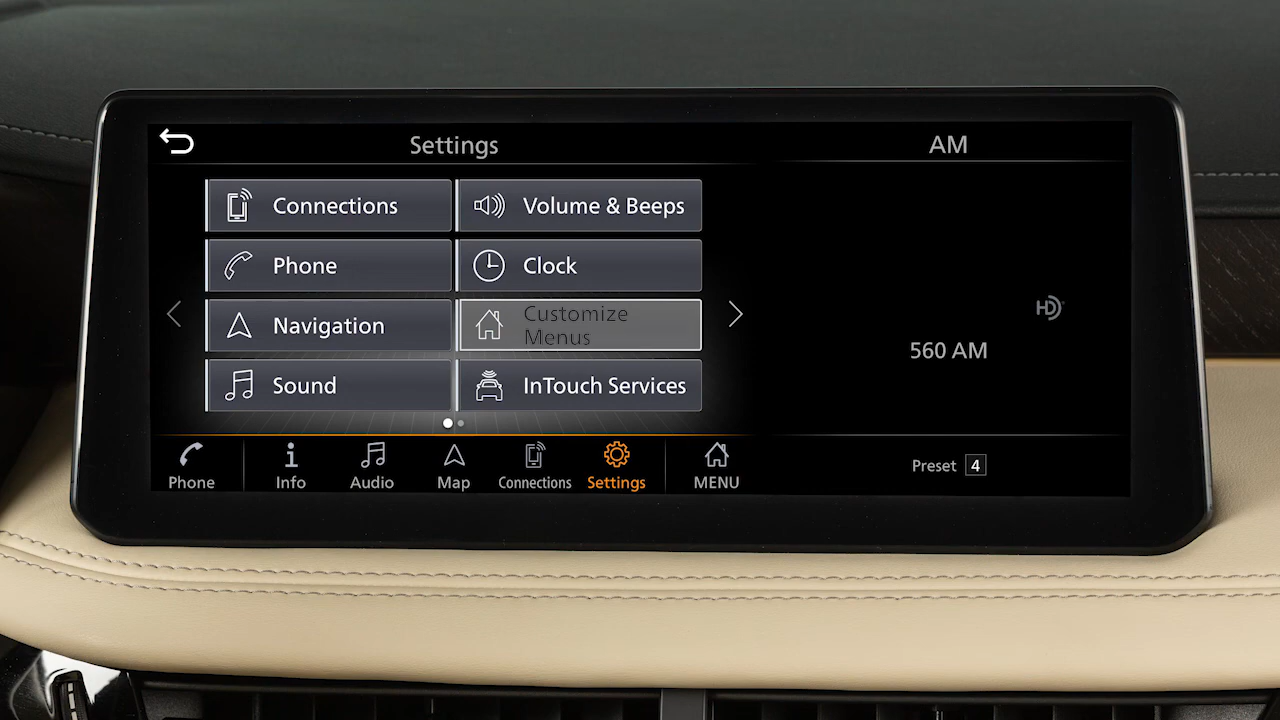 Settings
AM
Connections
Volume & Beeps
Phone
Clock
Navigation
Customize
Menus
Sound
InTouch Services
HD
560 AM
Phone
Info
Audio
Map
Connections
Settings
MENU
Preset 4